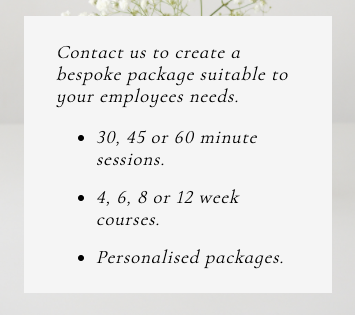 Contact us to create a
bespoke package suitable to
your employees needs.
• 30, 45 or 60 minute
sessions.
• 4, 6, 8 or 12 week
courses.
• Personalised packages.